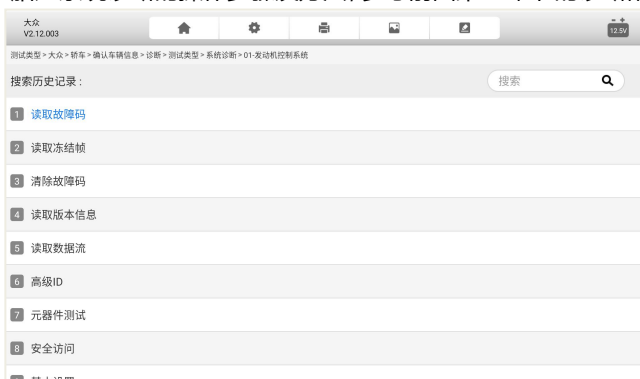 大众
V2.12.003
12.5V
测试类型>大众>轿车>确认车辆信息>诊断>测试类型>系统诊断>01-发动机控制系统
搜索历史记录：
搜索
1 读取故障码
2 读取冻结帧
3 清除故障码
4 读取版本信息
5 读取数据流
6 高级ID
7 元器件测试
8 安全访问